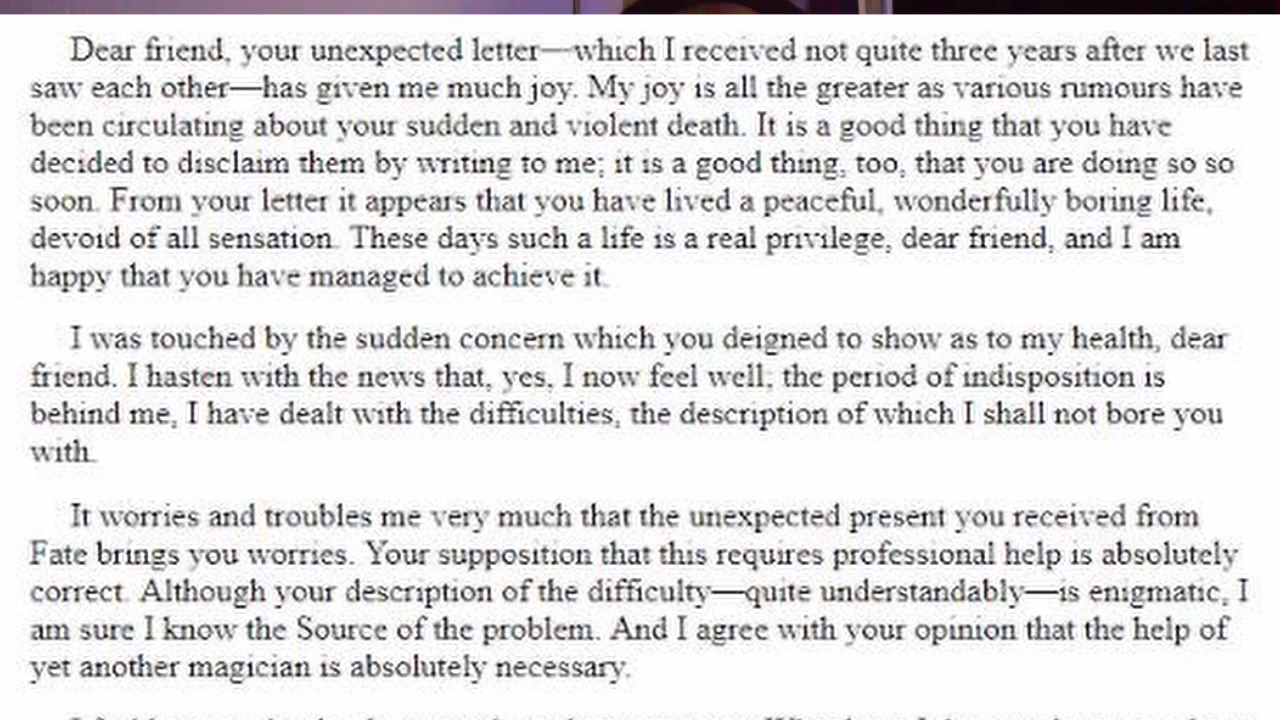 Dear friend, your unexpected letter—which I received not quite three years after we last
saw each other—has given me much joy. My joy is all the greater as various rumours have
been circulating about your sudden and violent death. It is a good thing that you have
decided to disclaim them by writing to me; it is a good thing, too, that you are doing so so
soon. From your letter it appears that you have lived a peaceful, wonderfully boring life,
devoid of all sensation. These days such a life is a real privilege, dear friend, and I am
happy that you have managed to achieve it.
I was touched by the sudden concern which you deigned to show as to my health, dear
friend. I hasten with the news that, yes, I now feel well; the period of indisposition is
behind me, I have dealt with the difficulties, the description of which I shall not bore you
with.
It worries and troubles me very much that the unexpected present you received from
Fate brings you worries. Your supposition that this requires professional help is absolutely
correct. Although your description of the difficulty—quite understandably—is enigmatic, I
am sure I know the Source of the problem. And I agree with your opinion that the help of
yet another magician is absolutely necessary.